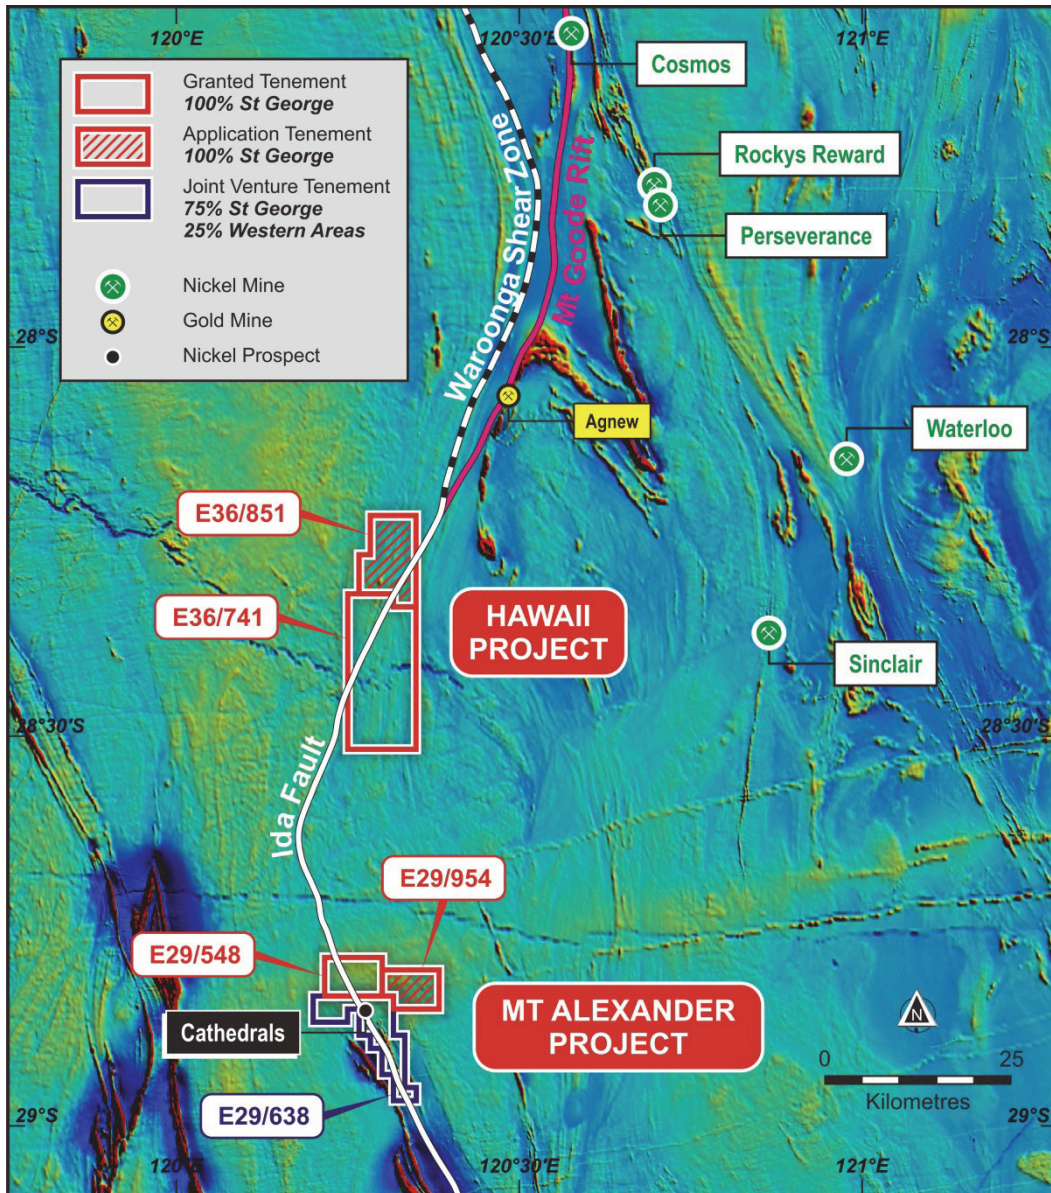 120°E
120°30'E
121°E
Granted Tenement
100% St George
Application Tenement
100% St George
Joint Venture Tenement
75% St George
25% Western Areas
Nickel Mine
Gold Mine
Nickel Prospect
Cosmos
Rockys Reward
Perseverance
Waroonga Shear Zone
Mt Goode Rift
28°S
28°S
Agnew
Waterloo
E36/851
E36/741
HAWAII
PROJECT
Sinclair
28°30'S
28°30'S
Ida Fault
E29/954
E29/548
Cathedrals
MT ALEXANDER
PROJECT
N
0 25
Kilometres
E29/638
29°S
29°S
120°E
120°30'E
121°E